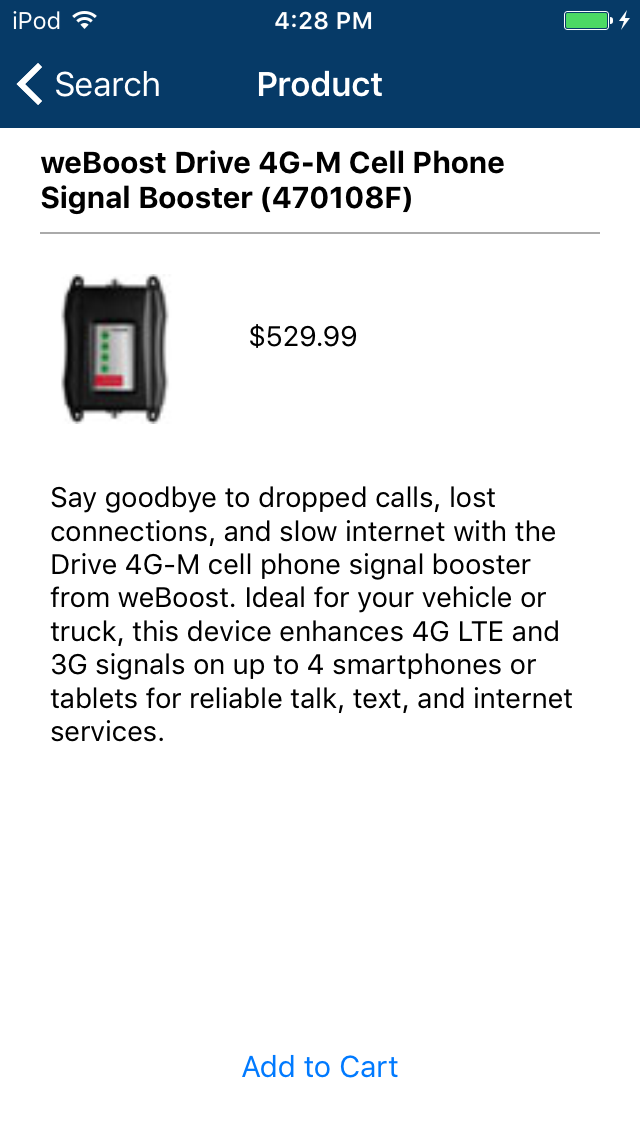 iPod 4:28 PM
Search Product
weBoost Drive 4G-M Cell Phone
Signal Booster (470108F)
$529.99
Say goodbye to dropped calls, lost
connections, and slow internet with the
Drive 4G-M cell phone signal booster
from weBoost. Ideal for your vehicle or
truck, this device enhances 4G LTE and
3G signals on up to 4 smartphones or
tablets for reliable talk, text, and internet
services.
Add to Cart